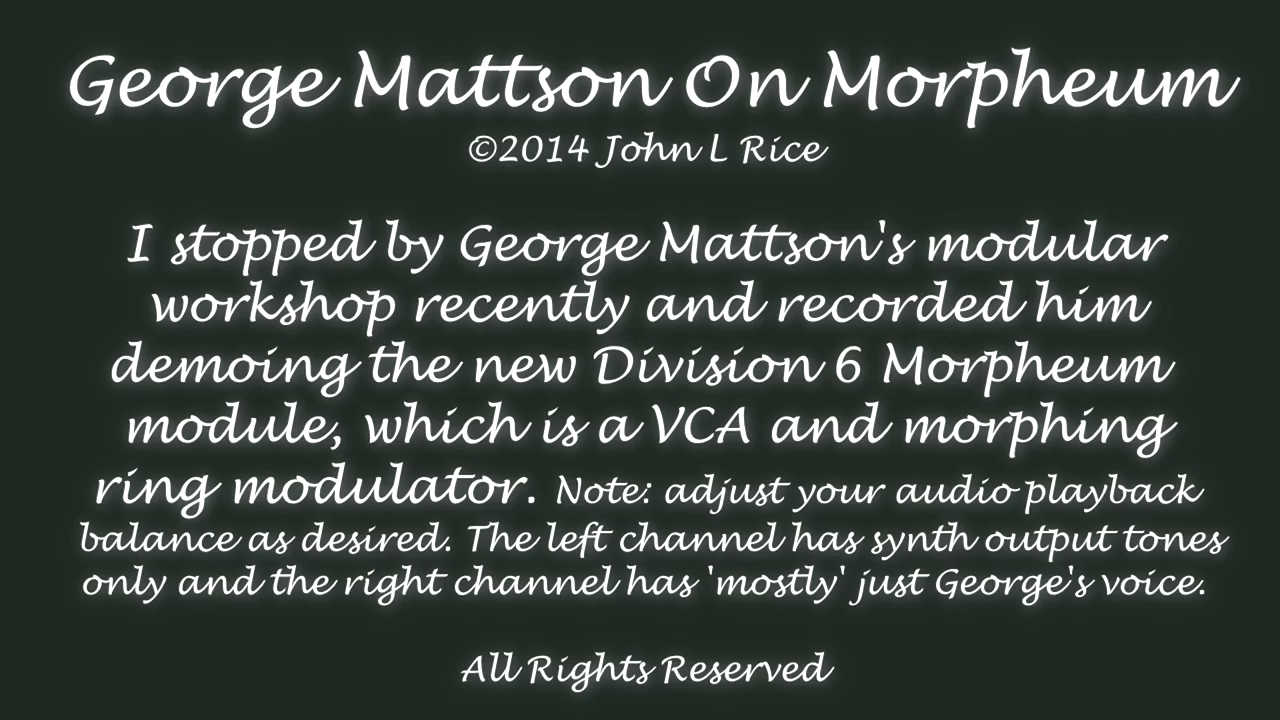 George Mattson On Morpheum
©2014 John L Rice
I stopped by George Mattson's modular
workshop recently and recorded him
demoing the new Division 6 Morpheum
module, which is a VCA and morphing
ring modulator. Note: adjust your audio playback
balance as desired. The left channel has synth output tones
only and the right channel has 'mostly' just George's voice.
All Rights Reserved